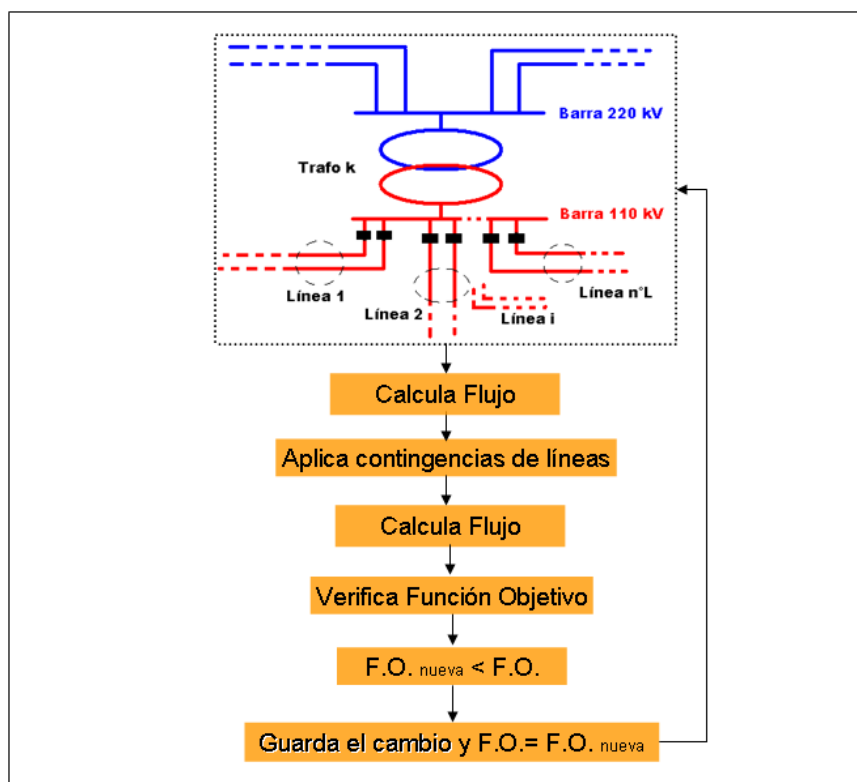 Barra 220 kV
Trafo k
Barra 110 kV
Línea 1
Línea 2
Línea i
Línea n°L
Calcula Flujo
Aplica contingencias de líneas
Calcula Flujo
Verifica Función Objetivo
F.O. nueva < F.O.
Guarda el cambio y F.O.= F.O. nueva